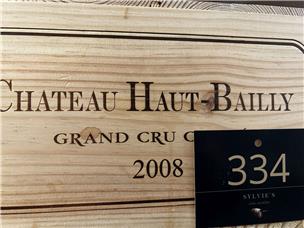 CHATEAU HAUT-BAILLY
GRAND CRU C
2008
334
SYLVIE'S